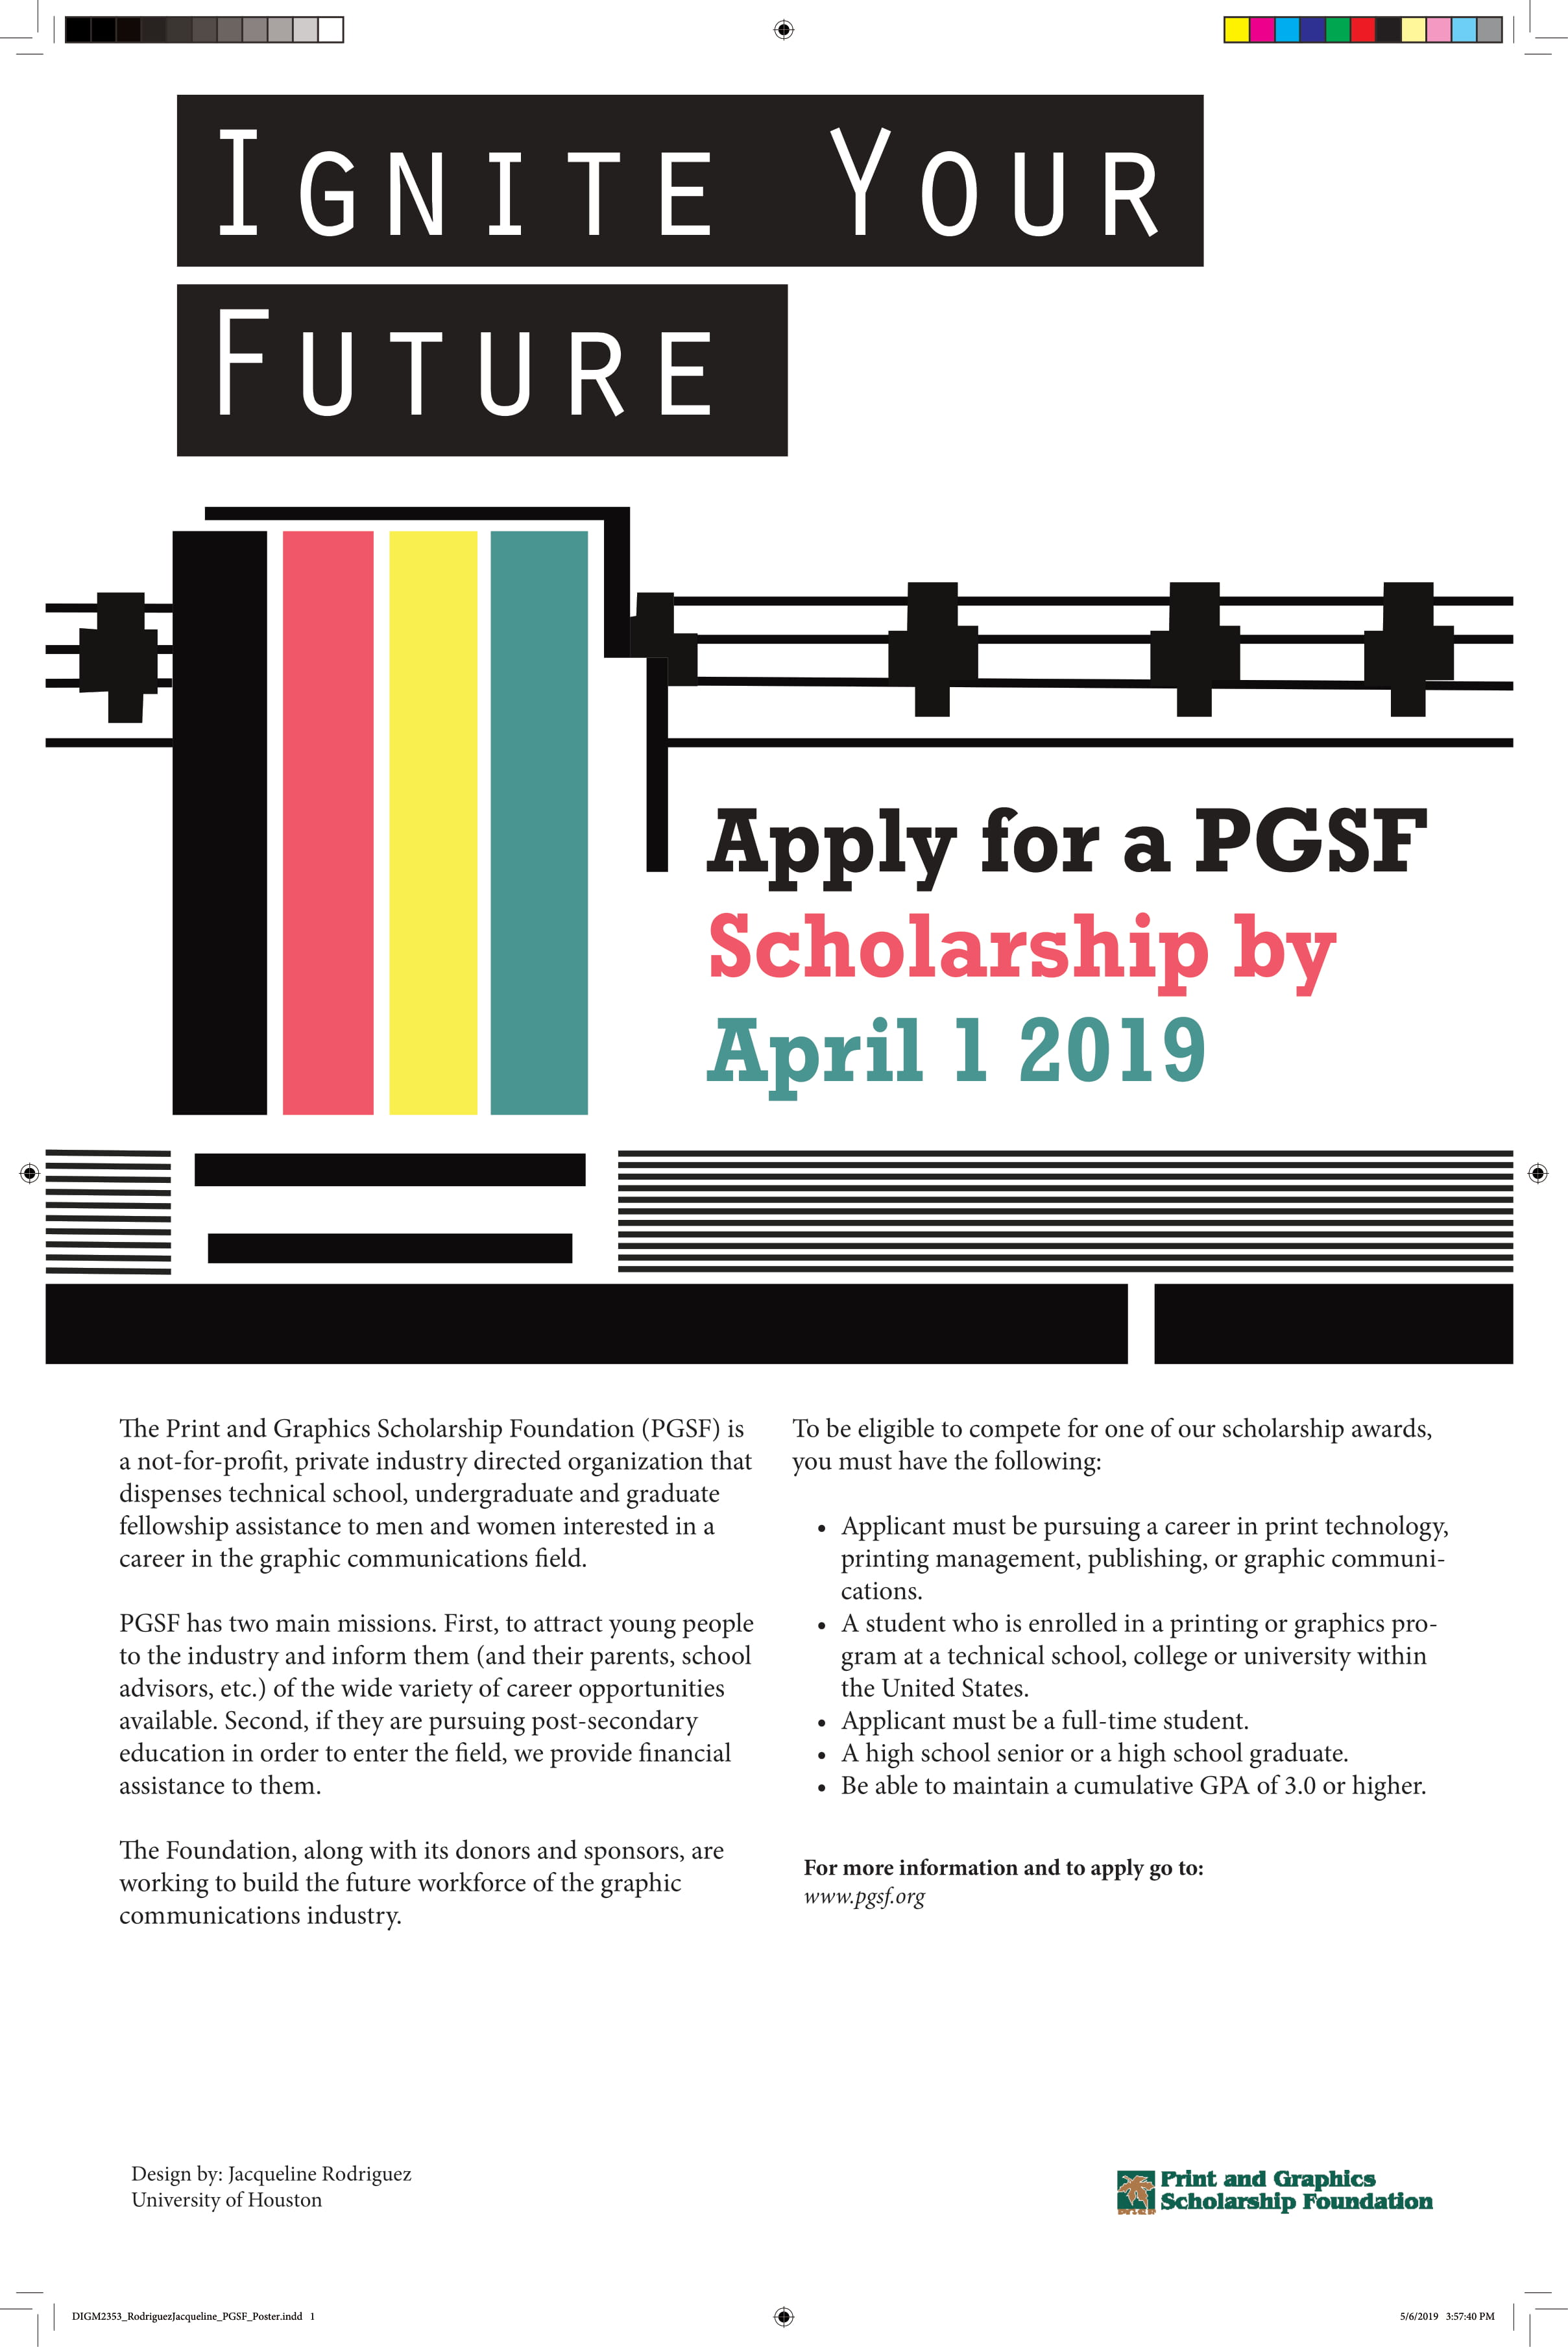 Ignite Your
Future
Apply for a PGSF
Scholarship by
April 1 2019
The Print and Graphics Scholarship Foundation (PGSF) is
a not-for-profit, private industry directed organization that
dispenses technical school, undergraduate and graduate
fellowship assistance to men and women interested in a
career in the graphic communications field.
PGSF has two main missions. First, to attract young people
to the industry and inform them (and their parents, school
advisors, etc.) of the wide variety of career opportunities
available. Second, if they are pursuing post-secondary
education in order to enter the field, we provide financial
assistance to them.
The Foundation, along with its donors and sponsors, are
working to build the future workforce of the graphic
communications industry.
To be eligible to compete for one of our scholarship awards,
you must have the following:
• Applicant must be pursuing a career in print technology,
printing management, publishing, or graphic communi-
cations.
• A student who is enrolled in a printing or graphics pro-
gram at a technical school, college or university within
the United States.
• Applicant must be a full-time student.
• A high school senior or a high school graduate.
• Be able to maintain a cumulative GPA of 3.0 or higher.
For more information and to apply go to:
www.pgsf.org
Design by: Jacqueline Rodriguez
University of Houston
Print and Graphics
Scholarship Foundation
PGSF
DIGM2353_RodriguezJacqueline_PGSF_Poster.indd 1
5/6/2019 3:57:40 PM